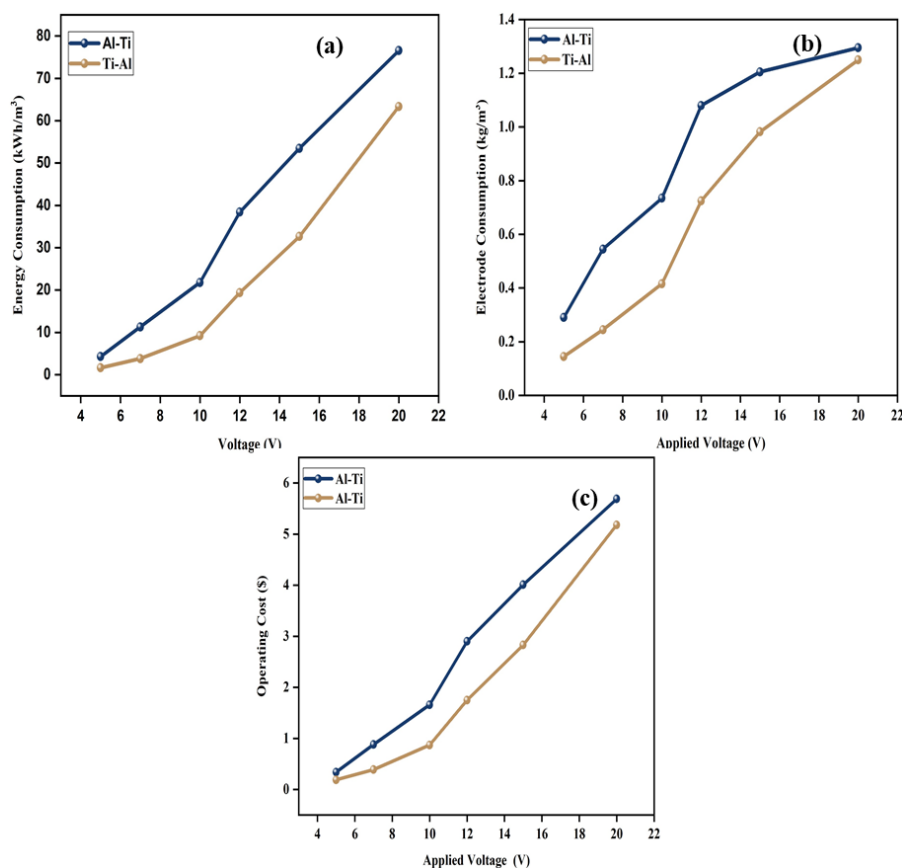 (a)
Al-Ti
Ti-Al
Energy Consumption (kWh/m³)
80
70
60
50
40
30
20
10
0
4 6 8 10 12 14 16 18 20 22
Voltage (V)
(b)
Al-Ti
Ti-Al
Electrode Consumption (kg/m³)
1.4
1.2
1.0
0.8
0.6
0.4
0.2
0.0
4 6 8 10 12 14 16 18 20 22
Applied Voltage (V)
(c)
Al-Ti
Al-Ti
Operating Cost ($)
6
5
4
3
2
1
0
4 6 8 10 12 14 16 18 20 22
Applied Voltage (V)